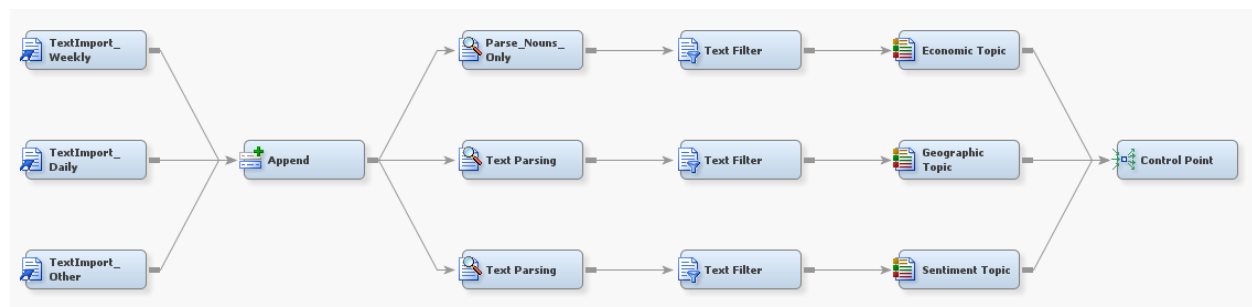 TextImport_
Weekly
Parse_Nouns_
Only
Text Filter
Economic Topic
TextImport_
Daily
Append
Text Parsing
Text Filter
Geographic
Topic
Control Point
TextImport_
Other
Text Parsing
Text Filter
Sentiment Topic